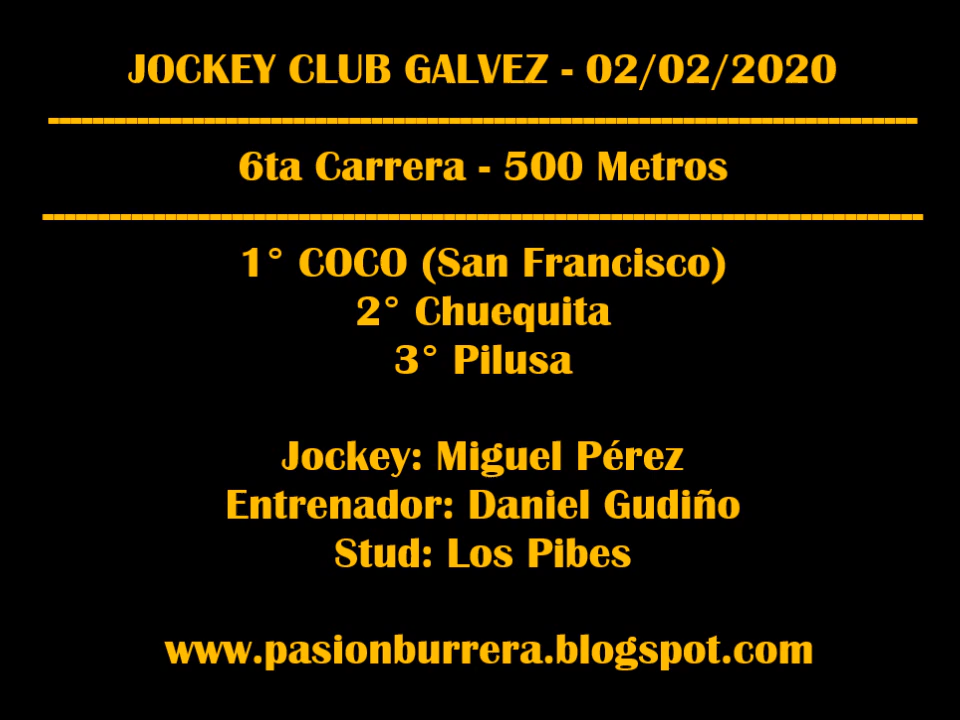 JOCKEY CLUB GALVEZ - 02/02/2020
--------------------------------------------------------------------------------
6ta Carrera - 500 Metros
--------------------------------------------------------------------------------
1° COCO (San Francisco)
2° Chuequita
3° Pilusa
Jockey: Miguel Pérez
Entrenador: Daniel Gudiño
Stud: Los Pibes
www.pasionburrera.blogspot.com